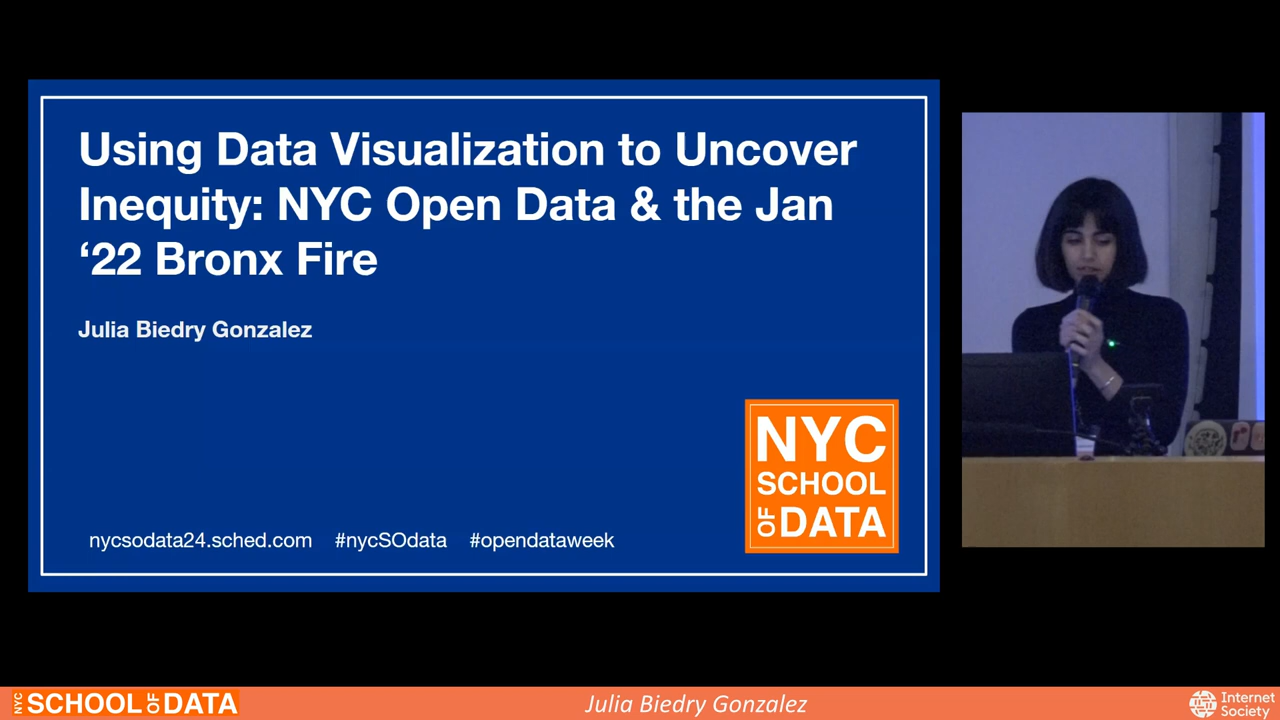 Using Data Visualization to Uncover
Inequity: NYC Open Data & the Jan
‘22 Bronx Fire
Julia Biedry Gonzalez
NYC
SCHOOL
OF DATA
nycsodata24.sched.com #nycSOdata #opendataweek
NYC SCHOOL OF DATA
Julia Biedry Gonzalez
Internet
Society